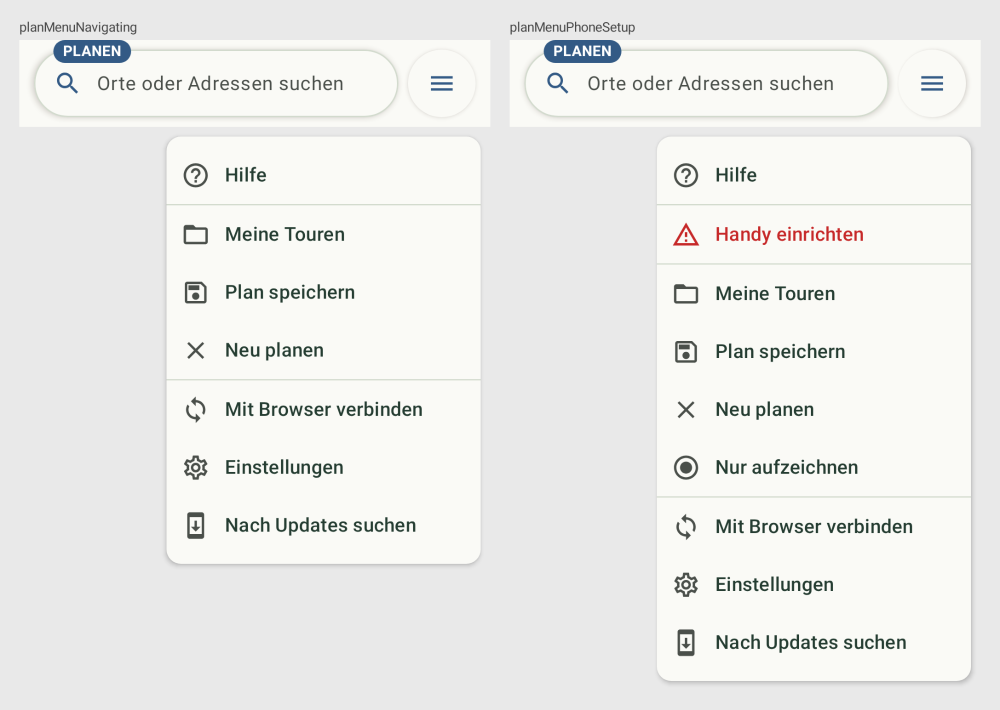 planMenuNavigating
PLANEN
Orte oder Adressen suchen
Hilfe
Meine Touren
Plan speichern
Neu planen
Mit Browser verbinden
Einstellungen
Nach Updates suchen
planMenuPhoneSetup
PLANEN
Orte oder Adressen suchen
Hilfe
Handy einrichten
Meine Touren
Plan speichern
Neu planen
Nur aufzeichnen
Mit Browser verbinden
Einstellungen
Nach Updates suchen